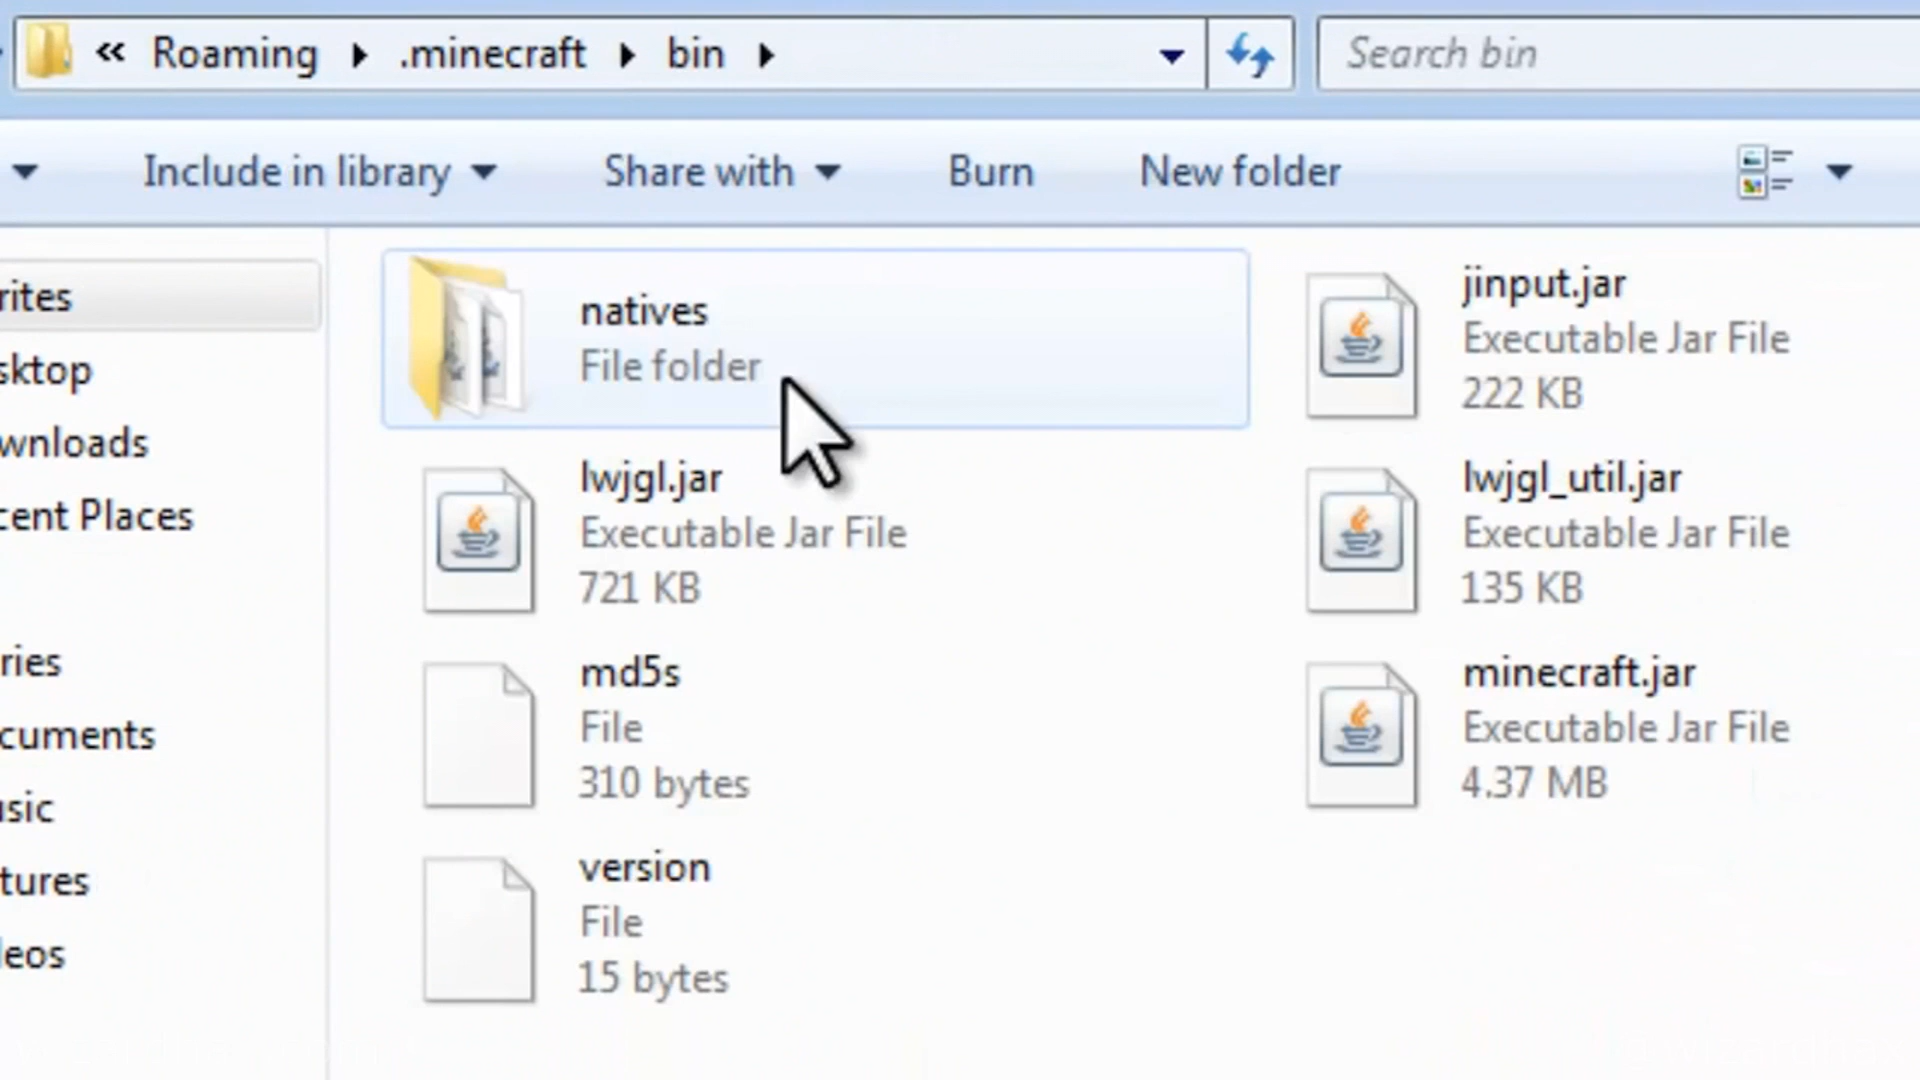 « Roaming .minecraft bin
Search bin
Include in library
Share with
Burn
New folder
rites
sktop
wnloads
cent Places
ries
cuments
usic
tures
leos
natives
File folder
jinput.jar
Executable Jar File
222 KB
lwjgl.jar
Executable Jar File
721 KB
lwjgl_util.jar
Executable Jar File
135 KB
md5s
File
310 bytes
minecraft.jar
Executable Jar File
4.37 MB
version
File
15 bytes